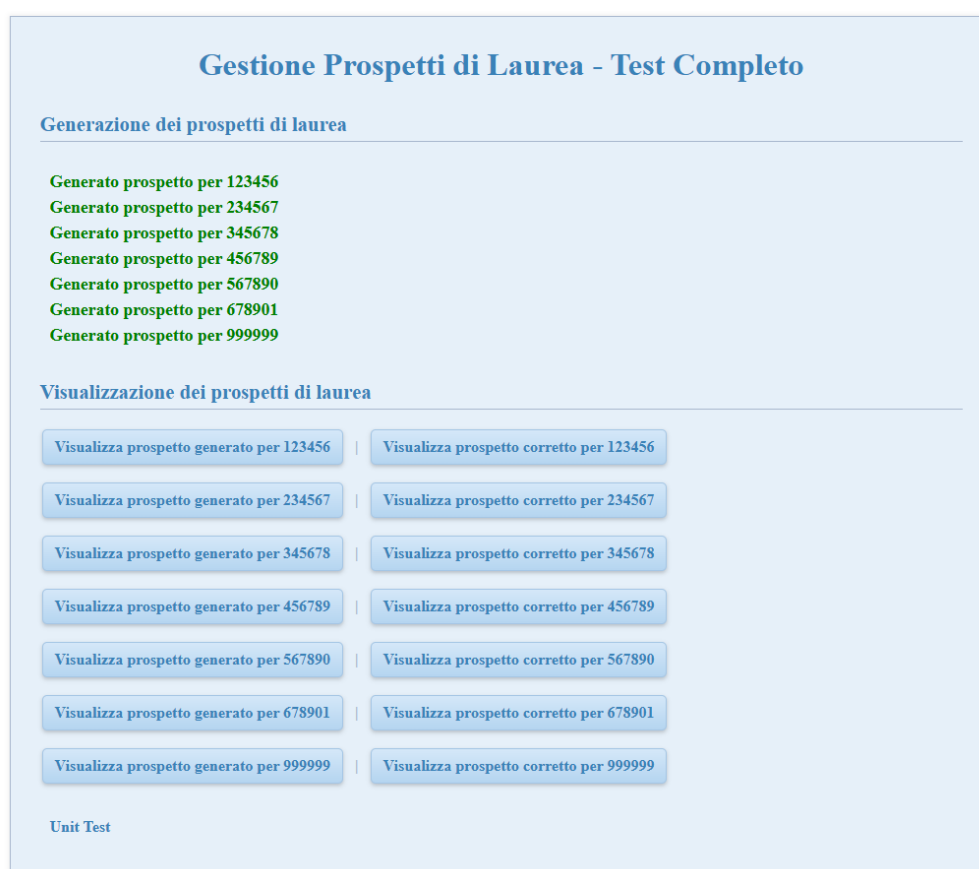 Gestione Prospetti di Laurea - Test Completo
Generazione dei prospetti di laurea
Generato prospetto per 123456
Generato prospetto per 234567
Generato prospetto per 345678
Generato prospetto per 456789
Generato prospetto per 567890
Generato prospetto per 678901
Generato prospetto per 999999
Visualizzazione dei prospetti di laurea
Visualizza prospetto generato per 123456 | Visualizza prospetto corretto per 123456
Visualizza prospetto generato per 234567 | Visualizza prospetto corretto per 234567
Visualizza prospetto generato per 345678 | Visualizza prospetto corretto per 345678
Visualizza prospetto generato per 456789 | Visualizza prospetto corretto per 456789
Visualizza prospetto generato per 567890 | Visualizza prospetto corretto per 567890
Visualizza prospetto generato per 678901 | Visualizza prospetto corretto per 678901
Visualizza prospetto generato per 999999 | Visualizza prospetto corretto per 999999
Unit Test